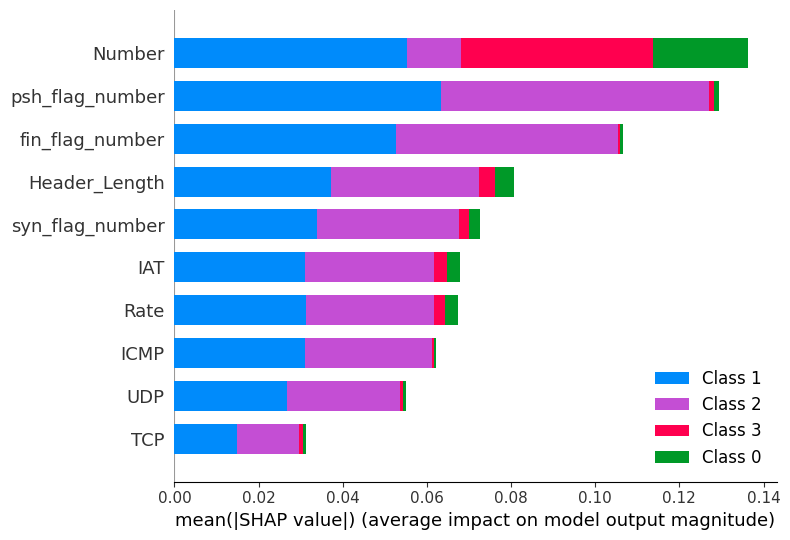 Number
psh_flag_number
fin_flag_number
Header_Length
syn_flag_number
IAT
Rate
ICMP
UDP
TCP
Class 1
Class 2
Class 3
Class 0
0.00 0.02 0.04 0.06 0.08 0.10 0.12 0.14
mean(|SHAP value|) (average impact on model output magnitude)